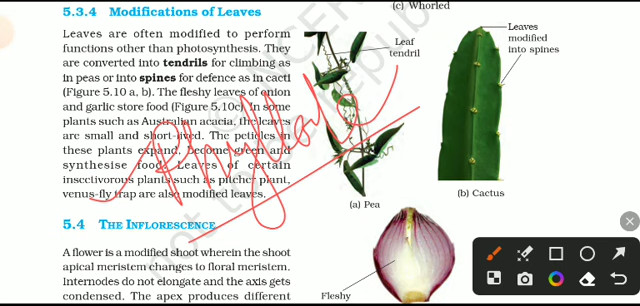 5.3.4 Modifications of Leaves
Leaves are often modified to perform
functions other than photosynthesis. They
are converted into tendrils for climbing as
in peas or into spines for defence as in cacti
(Figure 5.10 a, b). The fleshy leaves of onion
and garlic store food (Figure 5.10c). In some
plants such as Australian acacia, the leaves
are small and short-lived. The petioles in
these plants expand, become green and
synthesise food. Leaves of certain
insectivorous plants such as pitcher plant,
venus-fly trap are also modified leaves.
5.4 THE INFLORESCENCE
A flower is a modified shoot wherein the shoot
apical meristem changes to floral meristem.
Internodes do not elongate and the axis gets
condensed. The apex produces different
(c) Whorled
Leaf
tendril
(a) Pea
Leaves
modified
into spines
(b) Cactus
Fleshy
not to be republ